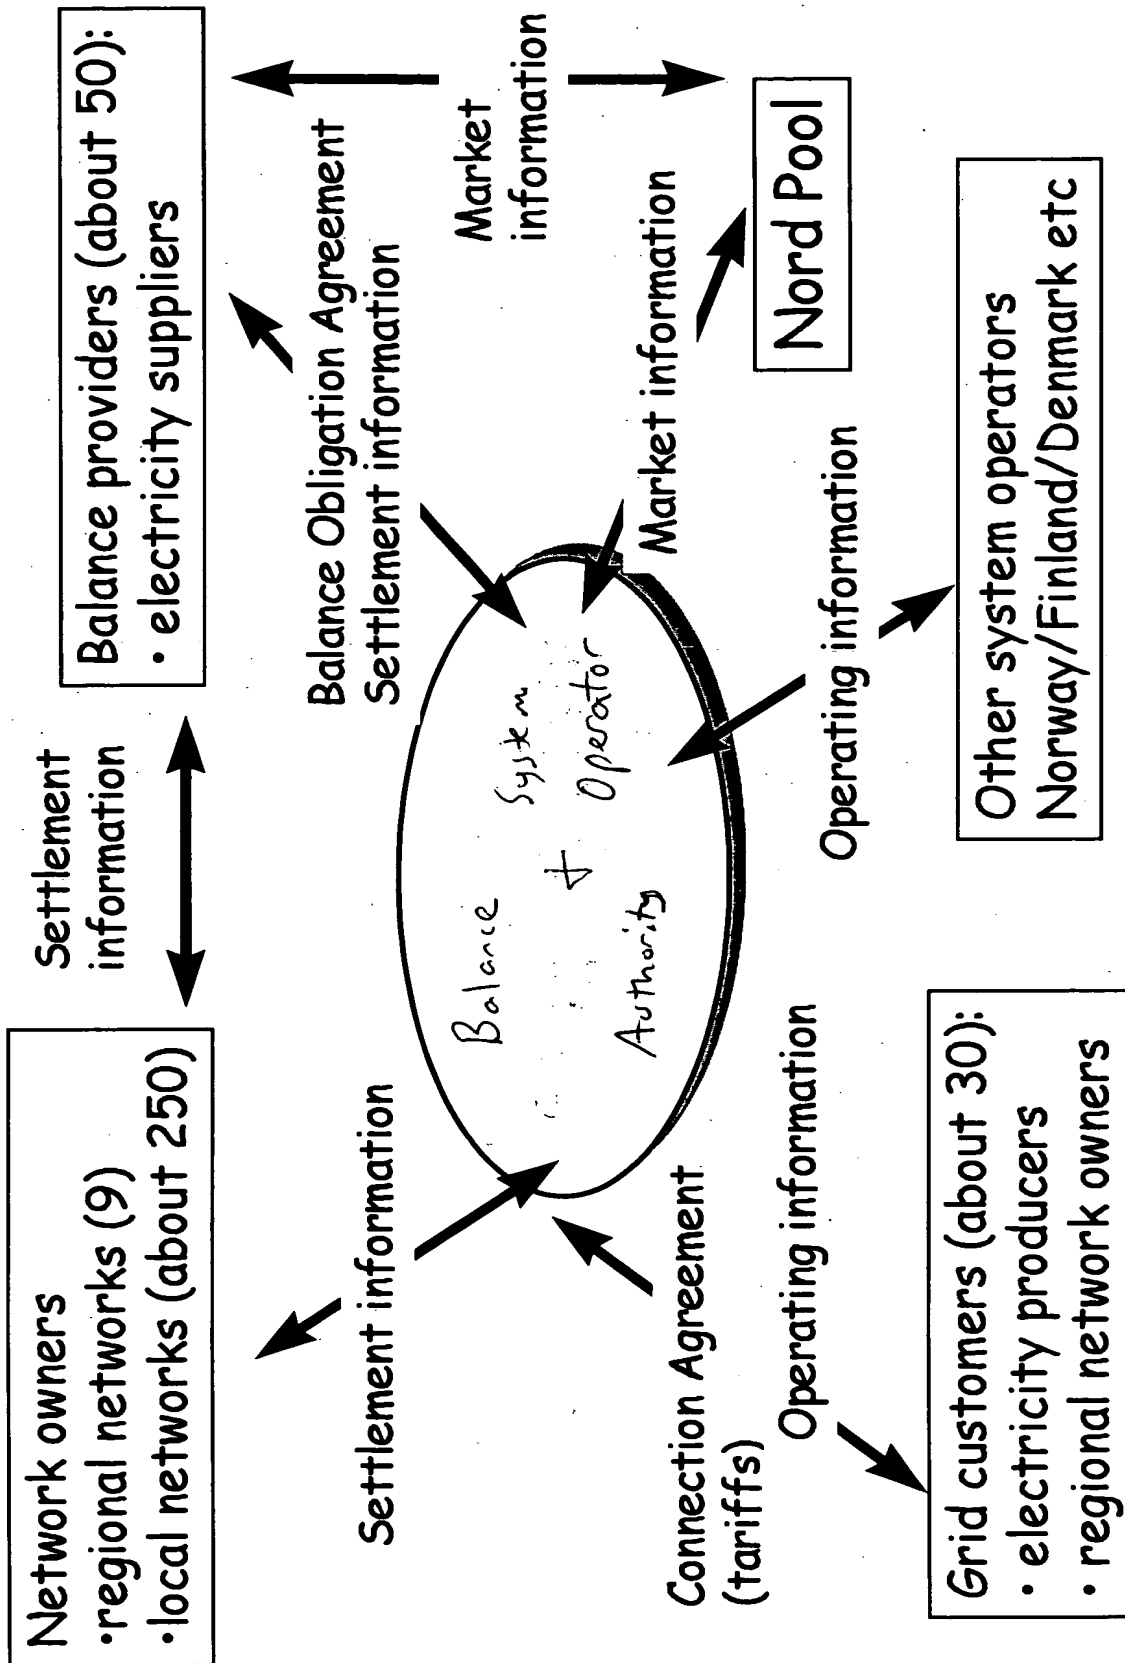 Network owners
•regional networks (9)
•local networks (about 250)
Settlement
information
Balance providers (about 50):
• electricity suppliers
Settlement information
Balance Obligation Agreement
Settlement information
Market
information
Balance
Authority
+
System
Operator
Market information
Nord Pool
Connection Agreement
(tariffs)
Operating information
Operating information
Grid customers (about 30):
• electricity producers
• regional network owners
Other system operators
Norway/Finland/Denmark etc